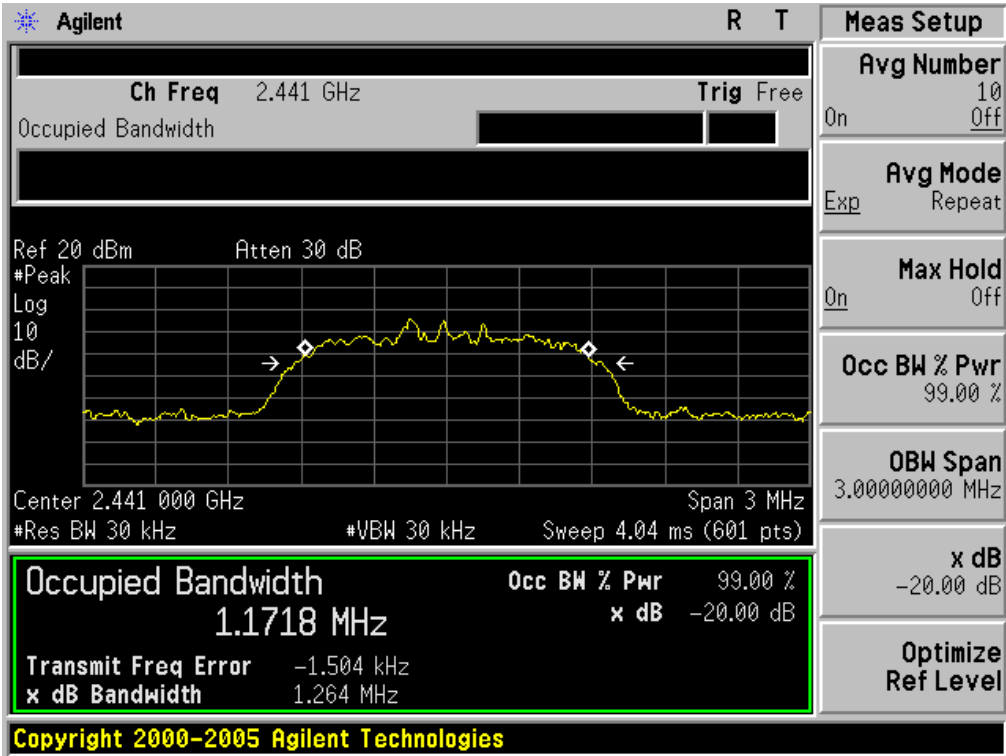 Agilent R T
Meas Setup
Ch Freq 2.441 GHz Trig Free
Occupied Bandwidth
Ref 20 dBm Atten 30 dB
#Peak
Log
10
dB/
Center 2.441 000 GHz Span 3 MHz
#Res BW 30 kHz #VBW 30 kHz Sweep 4.04 ms (601 pts)
Occupied Bandwidth
1.1718 MHz
Occ BW % Pwr 99.00 %
x dB -20.00 dB
Transmit Freq Error -1.504 kHz
x dB Bandwidth 1.264 MHz
Avg Number
10
On Off
Avg Mode
Exp Repeat
Max Hold
On Off
Occ BW % Pwr
99.00 %
OBW Span
3.00000000 MHz
x dB
-20.00 dB
Optimize
Ref Level
Copyright 2000-2005 Agilent Technologies